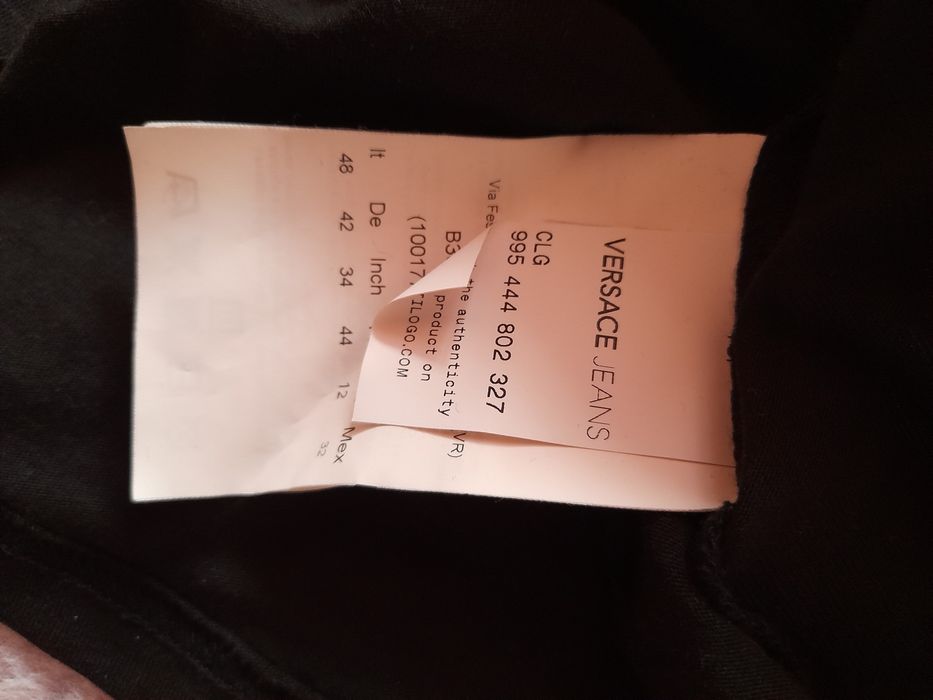 VERSACE JEANS
CLG
995 444 802 327
the authenticity
product on
TILOGO.COM
Via Fe
B3
VR)
(10017
It De Inch Mex
48 42 34 44 12 32